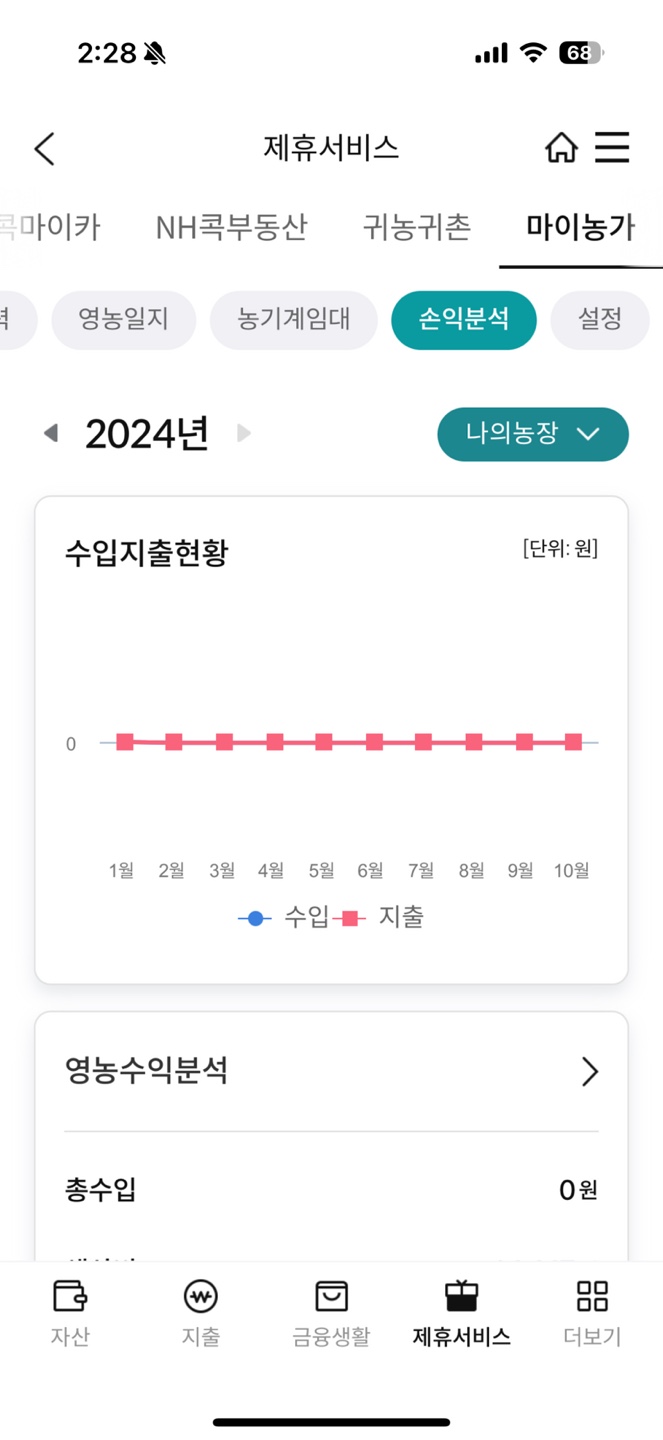 2:28
68
제휴서비스
콕마이카 NH콕부동산 귀농귀촌 마이농가
영농일지 농기계임대 손익분석 설정
2024년
나의농장
수입지출현황
[단위: 원]
0
1월 2월 3월 4월 5월 6월 7월 8월 9월 10월
수입 지출
영농수익분석
총수입
0원
자산 지출 금융생활 제휴서비스 더보기